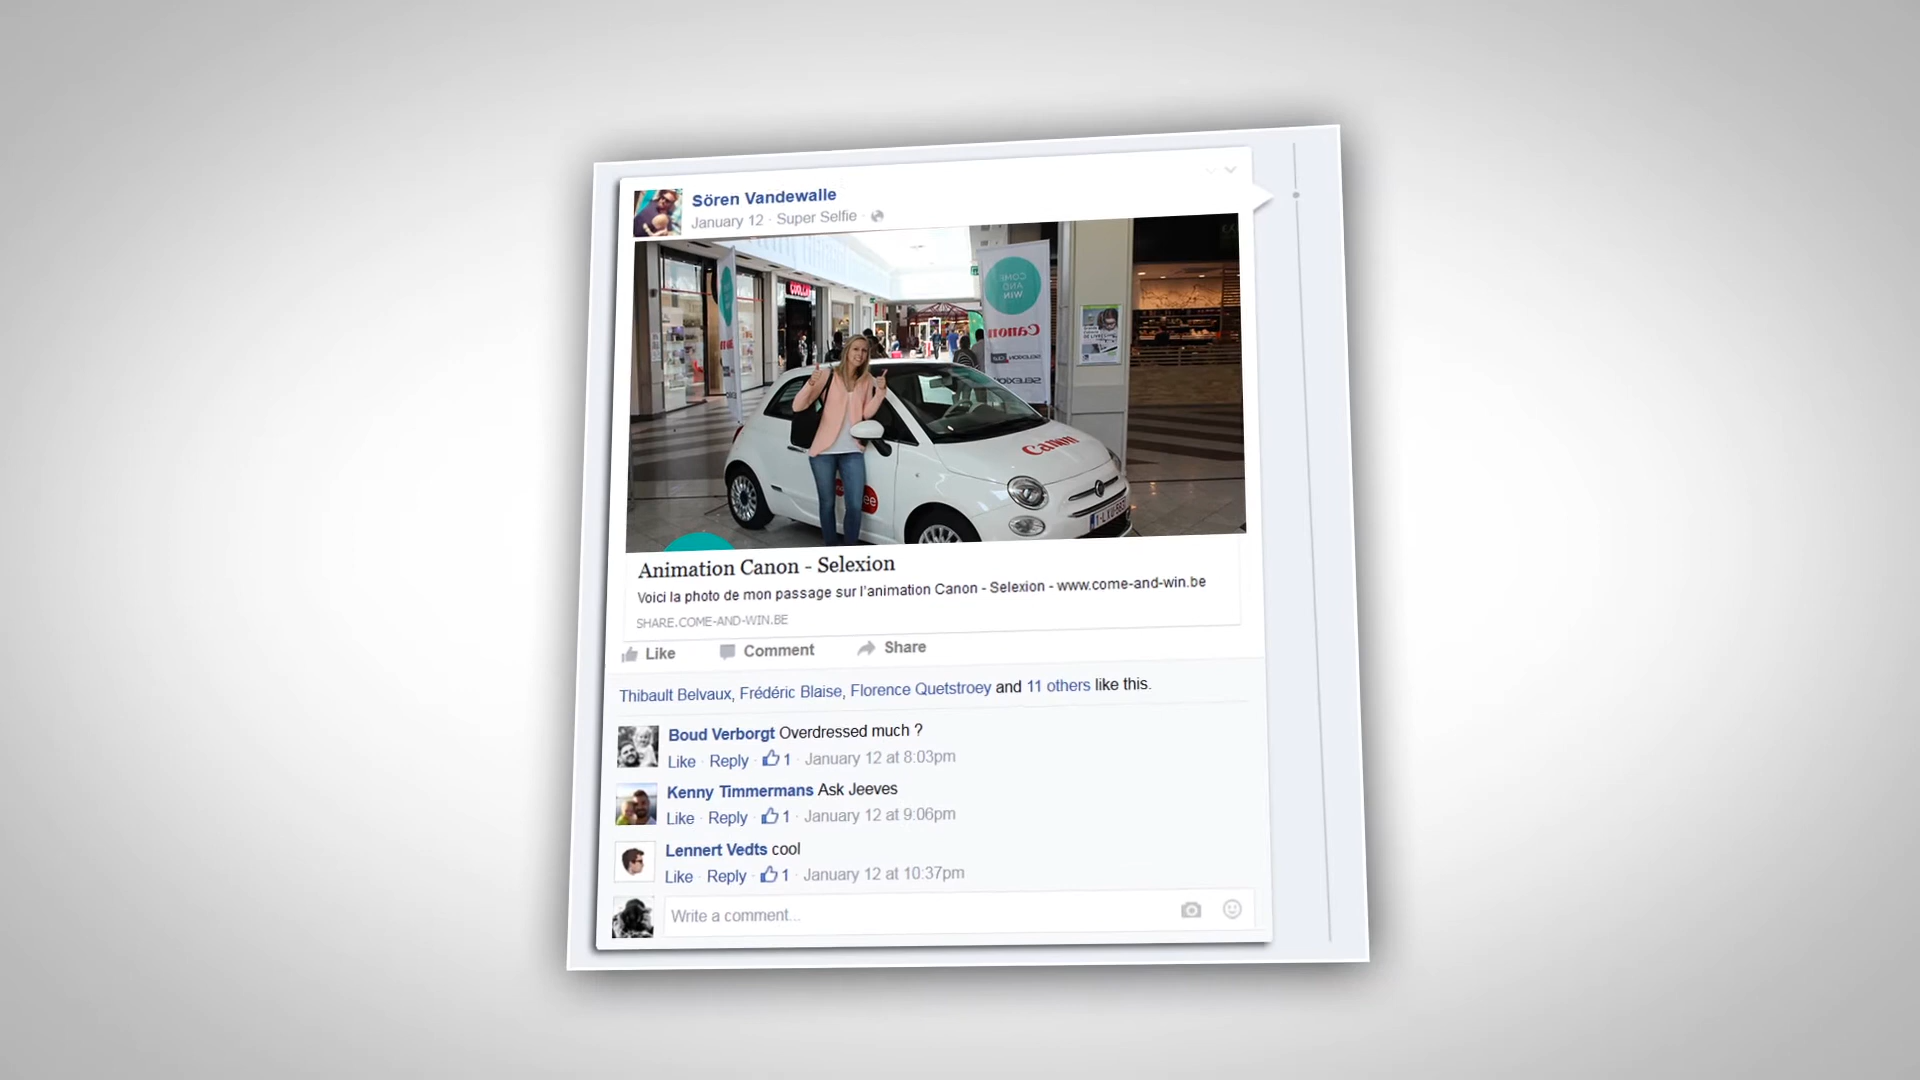 Sören Vandewalle
January 12 · Super Selfie ·
COME
AND
WIN
Canon
SELEXION
SELEXION
Canon
Animation Canon - Selexion
Voici la photo de mon passage sur l'animation Canon - Selexion - www.come-and-win.be
SHARE.COME-AND-WIN.BE
Like Comment Share
Thibault Belvaux, Frédéric Blaise, Florence Quetstroey and 11 others like this.
Boud Verborgt Overdressed much ?
Like · Reply · 1 · January 12 at 8:03pm
Kenny Timmermans Ask Jeeves
Like · Reply · 1 · January 12 at 9:06pm
Lennert Vedts cool
Like · Reply · 1 · January 12 at 10:37pm
Write a comment...